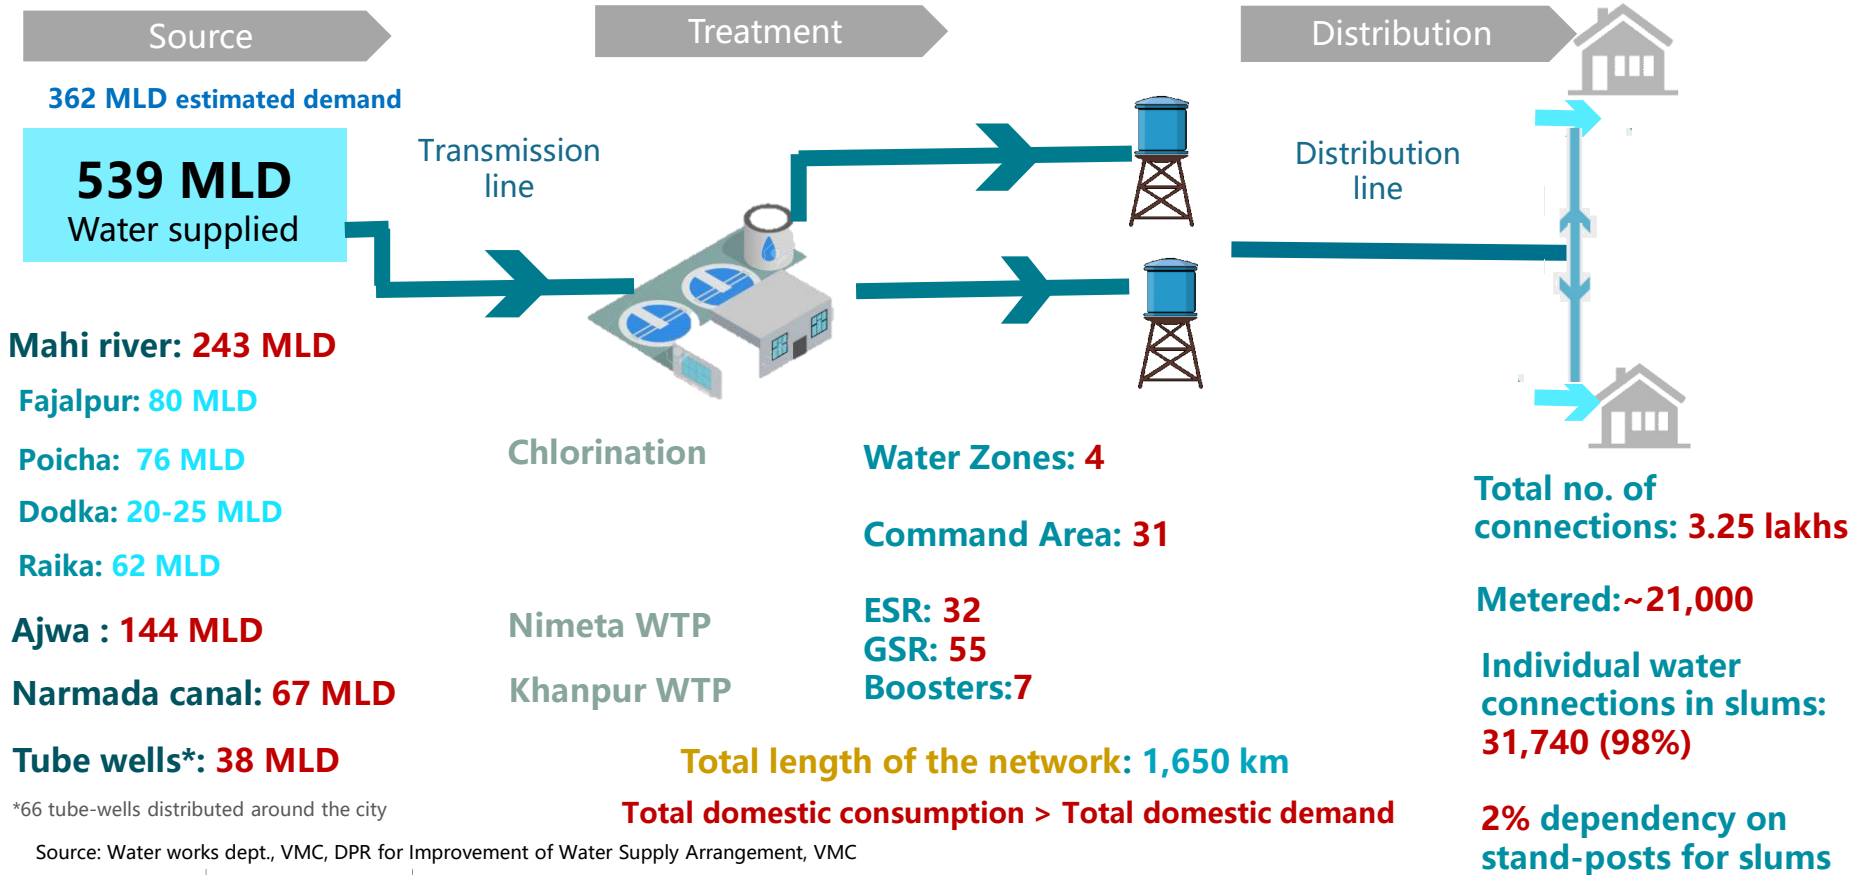 Source
Treatment
Distribution
362 MLD estimated demand
539 MLD
Water supplied
Transmission
line
Distribution
line
Mahi river: 243 MLD
Fajalpur: 80 MLD
Poicha: 76 MLD
Dodka: 20-25 MLD
Raika: 62 MLD
Ajwa : 144 MLD
Narmada canal: 67 MLD
Tube wells*: 38 MLD
*66 tube-wells distributed around the city
Chlorination
Nimeta WTP
Khanpur WTP
Water Zones: 4
Command Area: 31
ESR: 32
GSR: 55
Boosters:7
Total length of the network: 1,650 km
Total domestic consumption > Total domestic demand
Total no. of
connections: 3.25 lakhs
Metered:~21,000
Individual water
connections in slums:
31,740 (98%)
2% dependency on
stand-posts for slums
Source: Water works dept., VMC, DPR for Improvement of Water Supply Arrangement, VMC